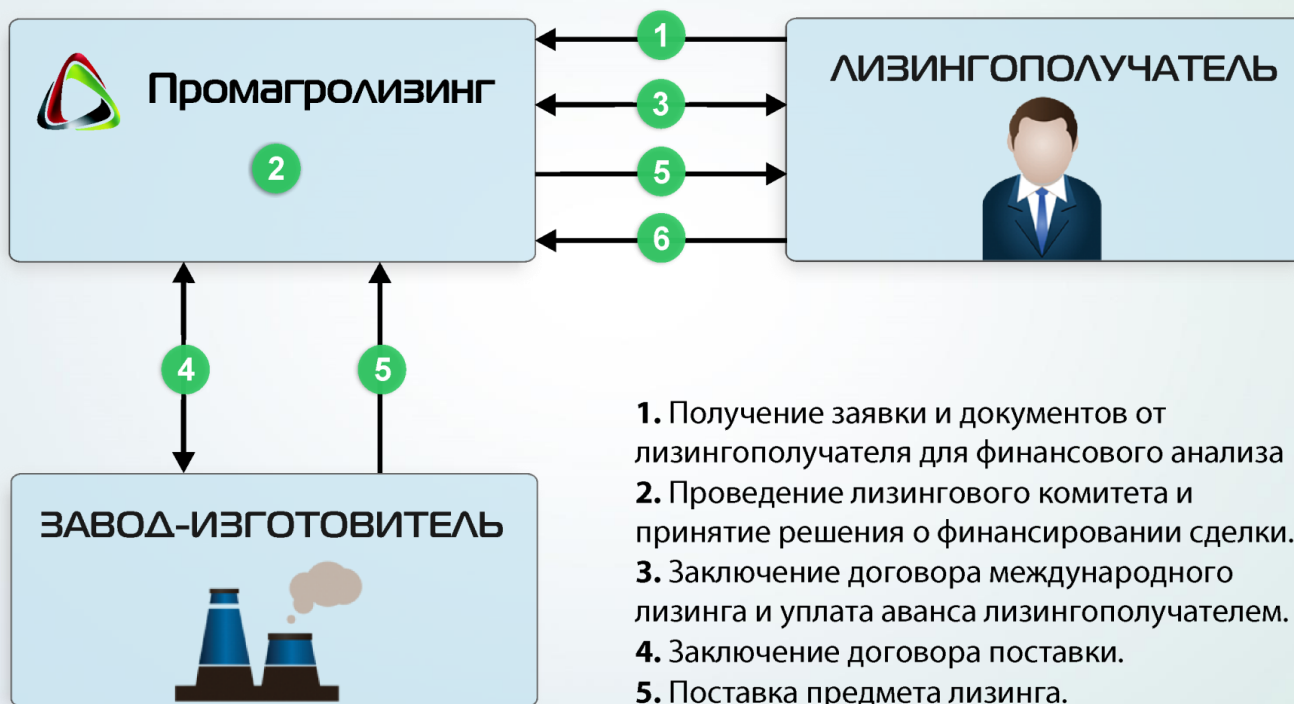 Промагролизинг
2
1
3
5
6
ЛИЗИНГОПОЛУЧАТЕЛЬ
4
5
ЗАВОД-ИЗГОТОВИТЕЛЬ
1. Получение заявки и документов от
лизингополучателя для финансового анализа
2. Проведение лизингового комитета и
принятие решения о финансировании сделки.
3. Заключение договора международного
лизинга и уплата аванса лизингополучателем.
4. Заключение договора поставки.
5. Поставка предмета лизинга.